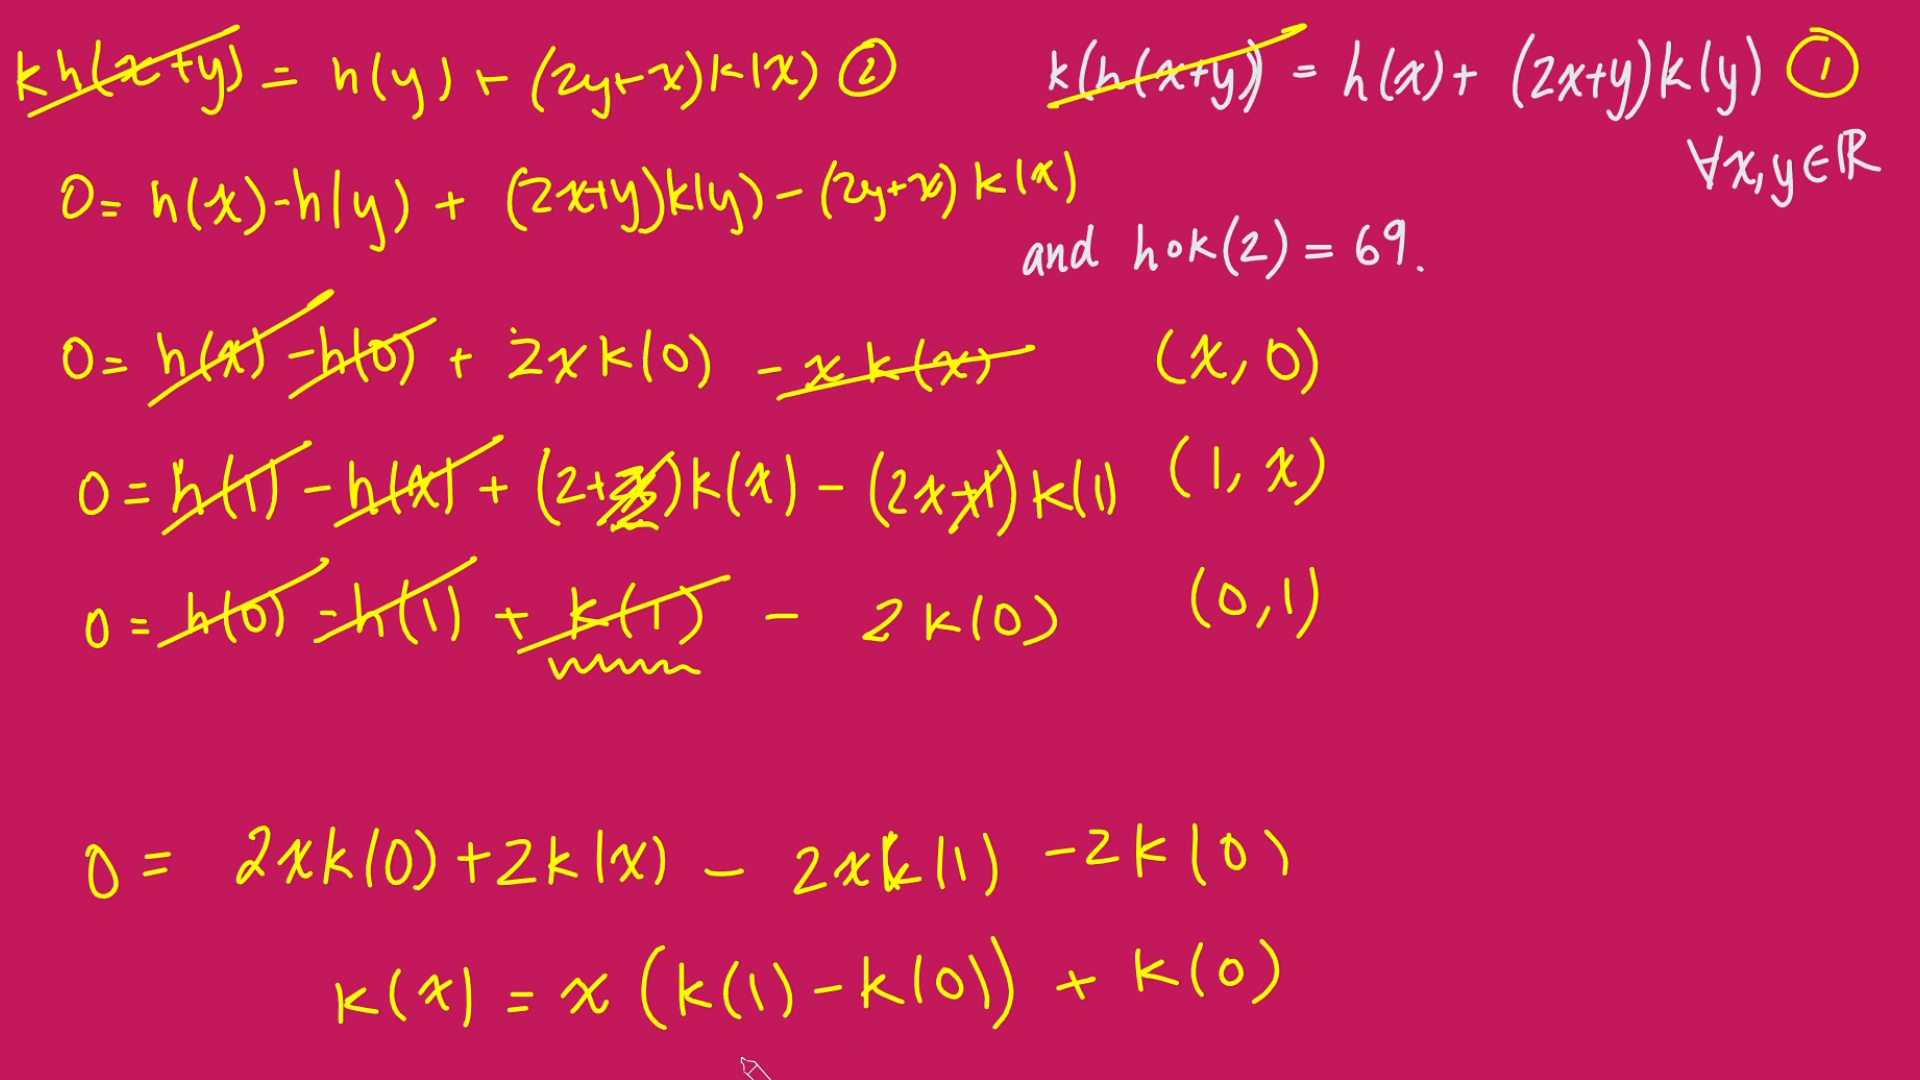 kh(x+y) = h(y) + (2y+x)k(x) ②
k(h(x+y)) = h(x)+ (2x+y)k(y) ①
∀x,y∈ℝ
0= h(x)-h(y) + (2x+y)k(y) - (2y+x) k(x)
and h∘k(2) = 69.
0= h(x) -h(0) + 2xk(0) - xk(x) (x,0)
0 = h(1) - h(x) + (2+x)k(x) - (2x+1)k(1) (1,x)
0 = h(0) - h(1) + k(1) - 2k(0) (0,1)
0 = 2xk(0) +2k(x) - 2xk(1) -2k(0)
k(x) = x(k(1)-k(0)) + k(0)